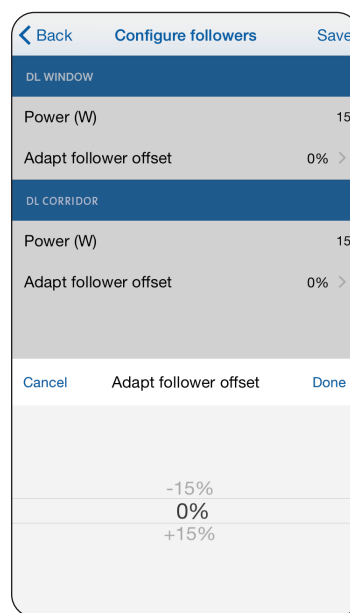 Back Configure followers Save
DL WINDOW
Power (W) 15
Adapt follower offset 0%
DL CORRIDOR
Power (W) 15
Adapt follower offset 0%
Cancel Adapt follower offset Done
-15%
0%
+15%